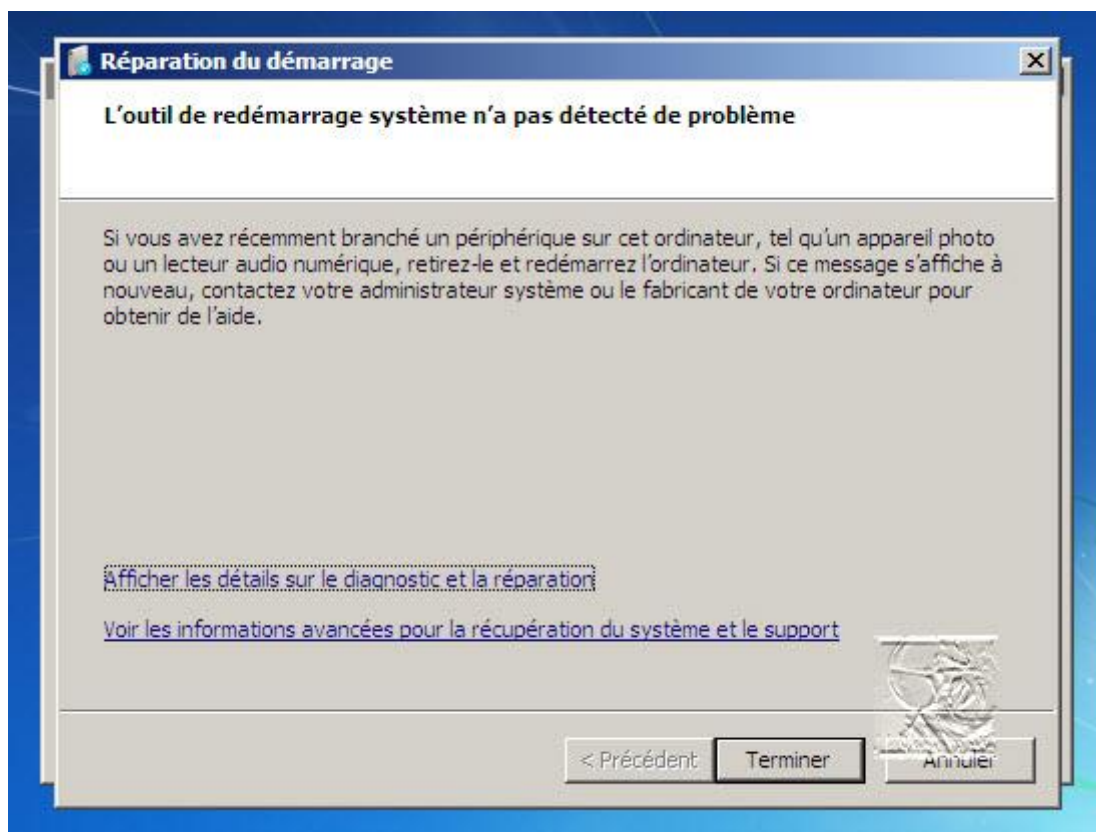 Réparation du démarrage
L'outil de redémarrage système n'a pas détecté de problème
Si vous avez récemment branché un périphérique sur cet ordinateur, tel qu'un appareil photo
ou un lecteur audio numérique, retirez-le et redémarrez l'ordinateur. Si ce message s'affiche à
nouveau, contactez votre administrateur système ou le fabricant de votre ordinateur pour
obtenir de l'aide.
Afficher les détails sur le diagnostic et la réparation
Voir les informations avancées pour la récupération du système et le support
< Précédent
Terminer
Annuler